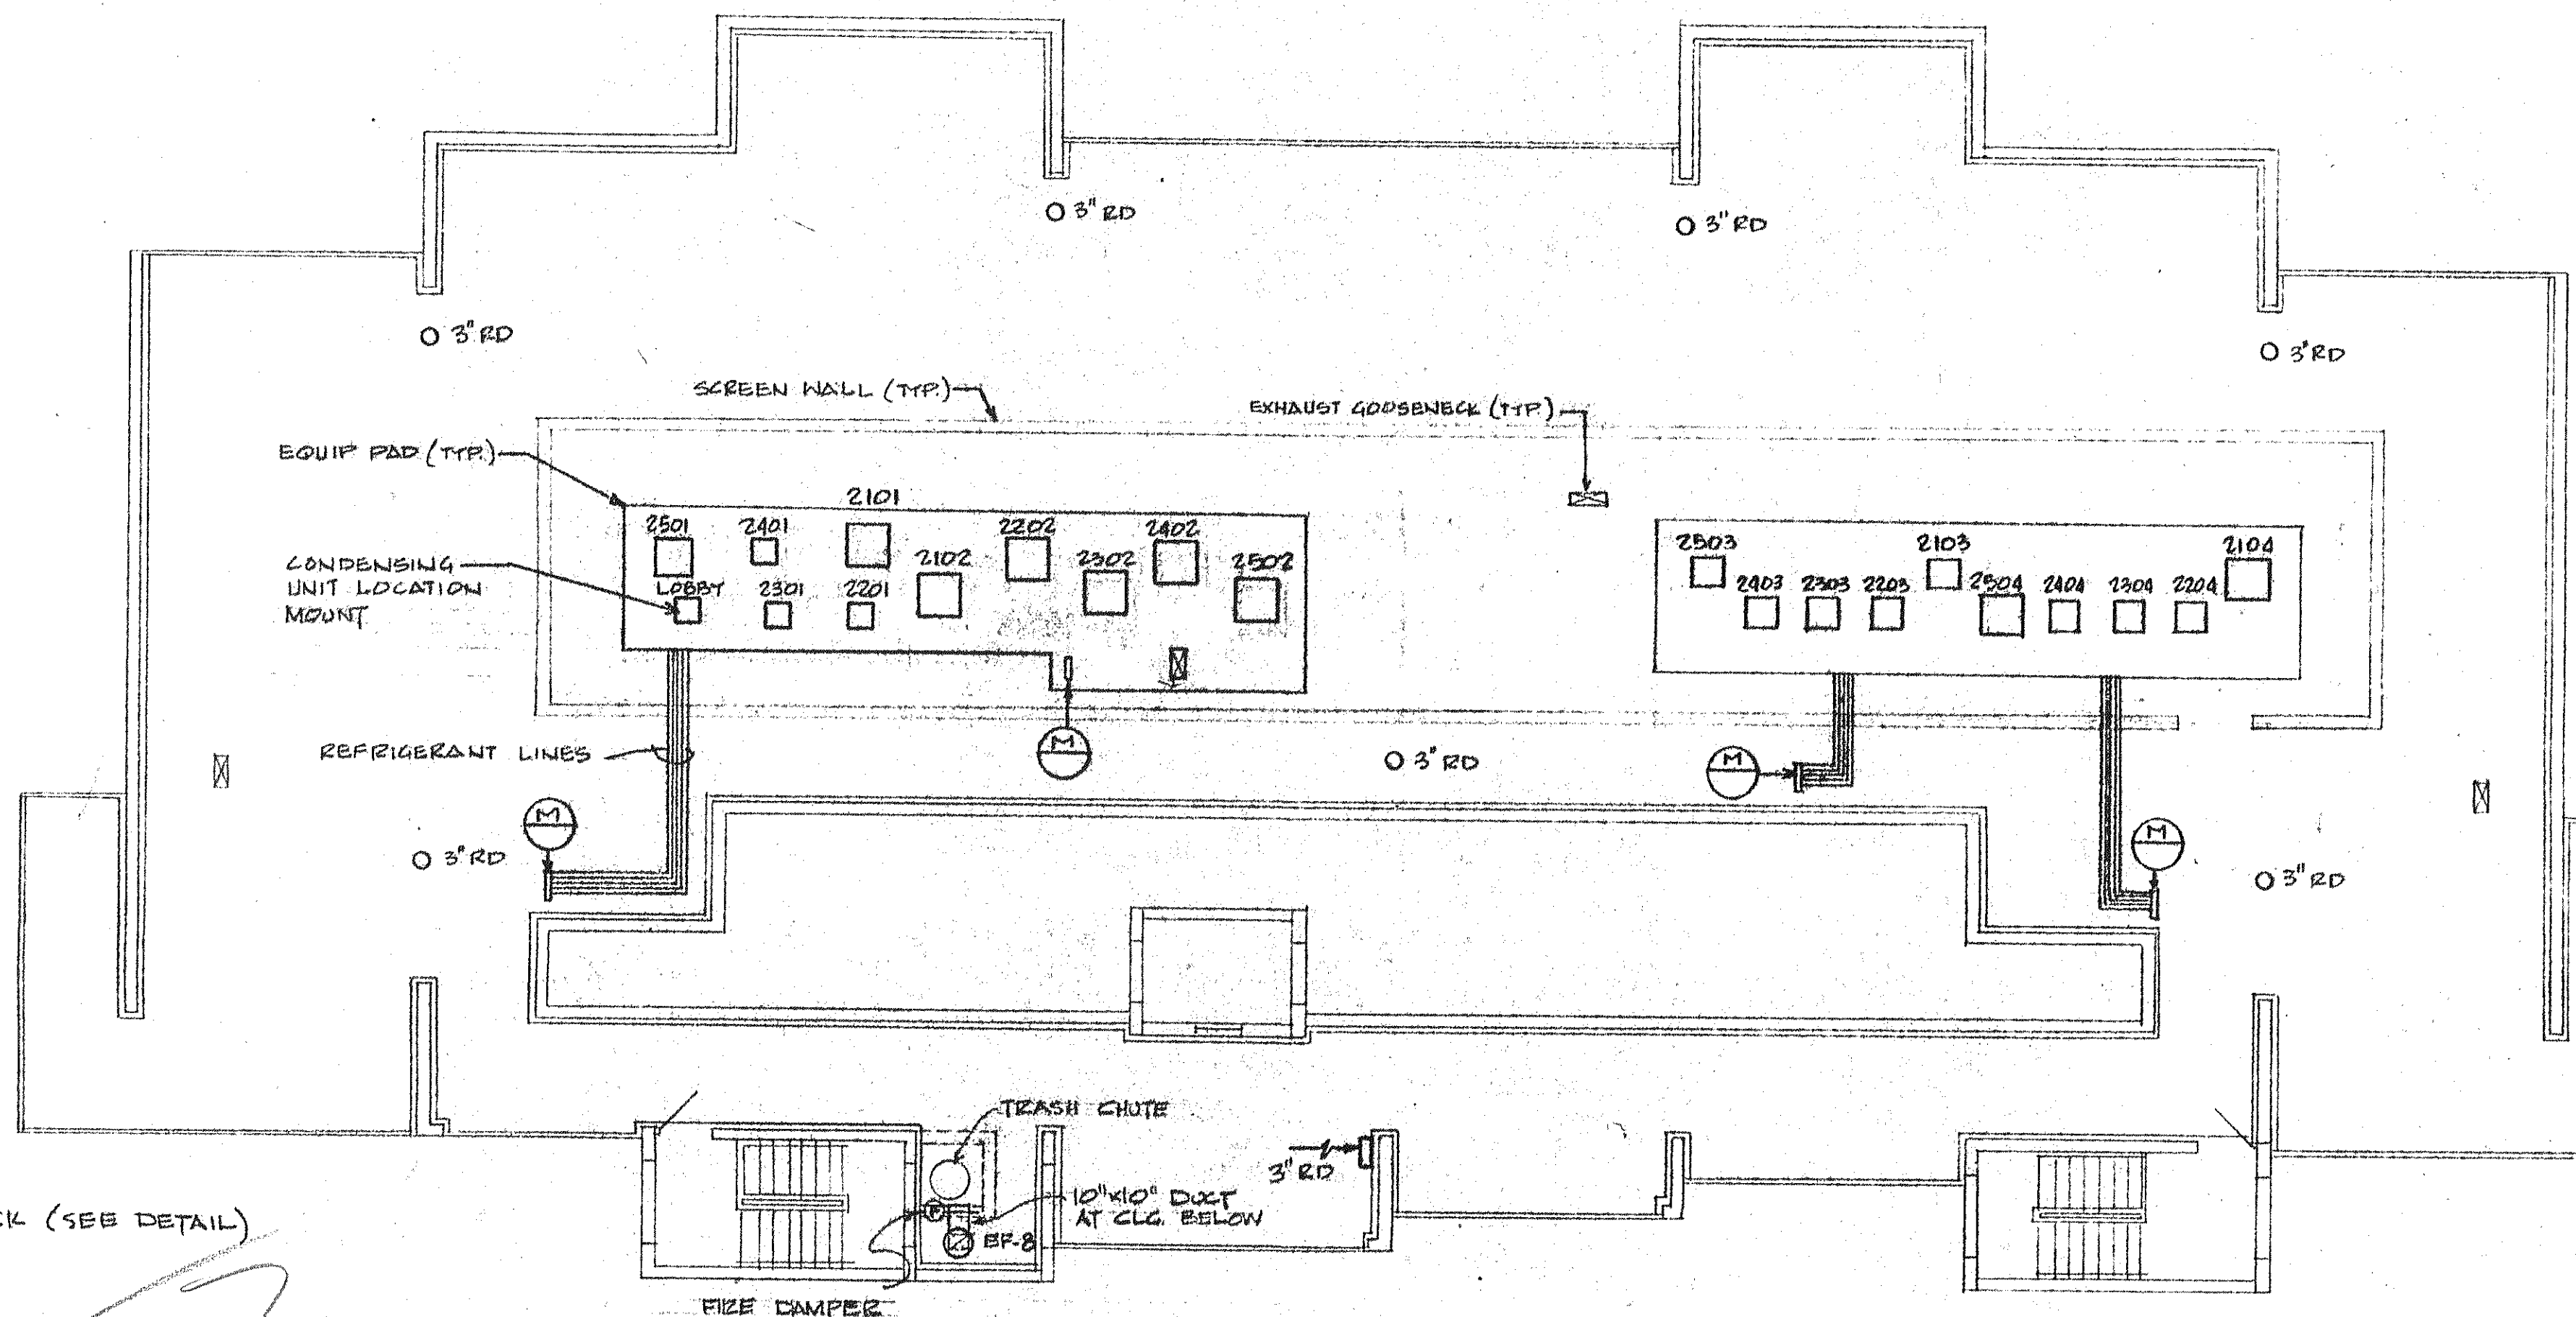 3" RD
3" RD
3" RD
3" RD
SCREEN WALL (TYP.)
EXHAUST GOOSENECK (TYP.)
EQUIP PAD (TYP.)
2501
2401
2101
2102
2202
2302
2402
2502
CONDENSING
UNIT LOCATION
MOUNT
LOBBY
2301
2201
2503
2403
2303
2203
2103
2504
2404
2304
2204
2104
REFRIGERANT LINES
M
M
3" RD
M
M
3" RD
3" RD
TRASH CHUTE
3" RD
10"x10" DUCT
AT CLG. BELOW
F
EF-8
CK (SEE DETAIL)
FIRE DAMPER